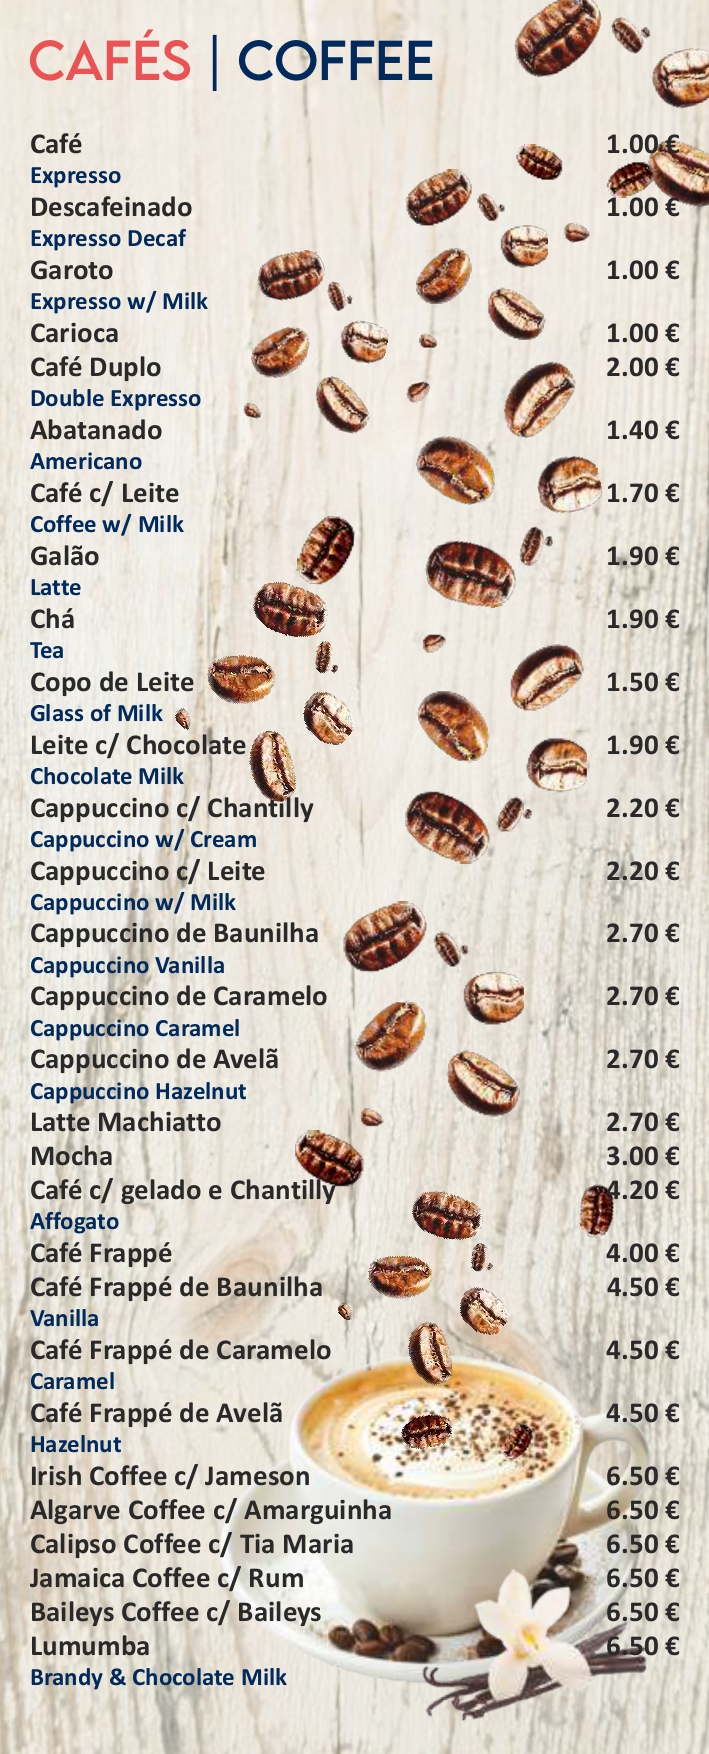 CAFÉS | COFFEE
Café 1.00 €
Expresso
Descafeinado 1.00 €
Expresso Decaf
Garoto 1.00 €
Expresso w/ Milk
Carioca 1.00 €
Café Duplo 2.00 €
Double Expresso
Abatanado 1.40 €
Americano
Café c/ Leite 1.70 €
Coffee w/ Milk
Galão 1.90 €
Latte
Chá 1.90 €
Tea
Copo de Leite 1.50 €
Glass of Milk
Leite c/ Chocolate 1.90 €
Chocolate Milk
Cappuccino c/ Chantilly 2.20 €
Cappuccino w/ Cream
Cappuccino c/ Leite 2.20 €
Cappuccino w/ Milk
Cappuccino de Baunilha 2.70 €
Cappuccino Vanilla
Cappuccino de Caramelo 2.70 €
Cappuccino Caramel
Cappuccino de Avelã 2.70 €
Cappuccino Hazelnut
Latte Machiatto 2.70 €
Mocha 3.00 €
Café c/ gelado e Chantilly 4.20 €
Affogato
Café Frappé 4.00 €
Café Frappé de Baunilha 4.50 €
Vanilla
Café Frappé de Caramelo 4.50 €
Caramel
Café Frappé de Avelã 4.50 €
Hazelnut
Irish Coffee c/ Jameson 6.50 €
Algarve Coffee c/ Amarguinha 6.50 €
Calipso Coffee c/ Tia Maria 6.50 €
Jamaica Coffee c/ Rum 6.50 €
Baileys Coffee c/ Baileys 6.50 €
Lumumba 6.50 €
Brandy & Chocolate Milk